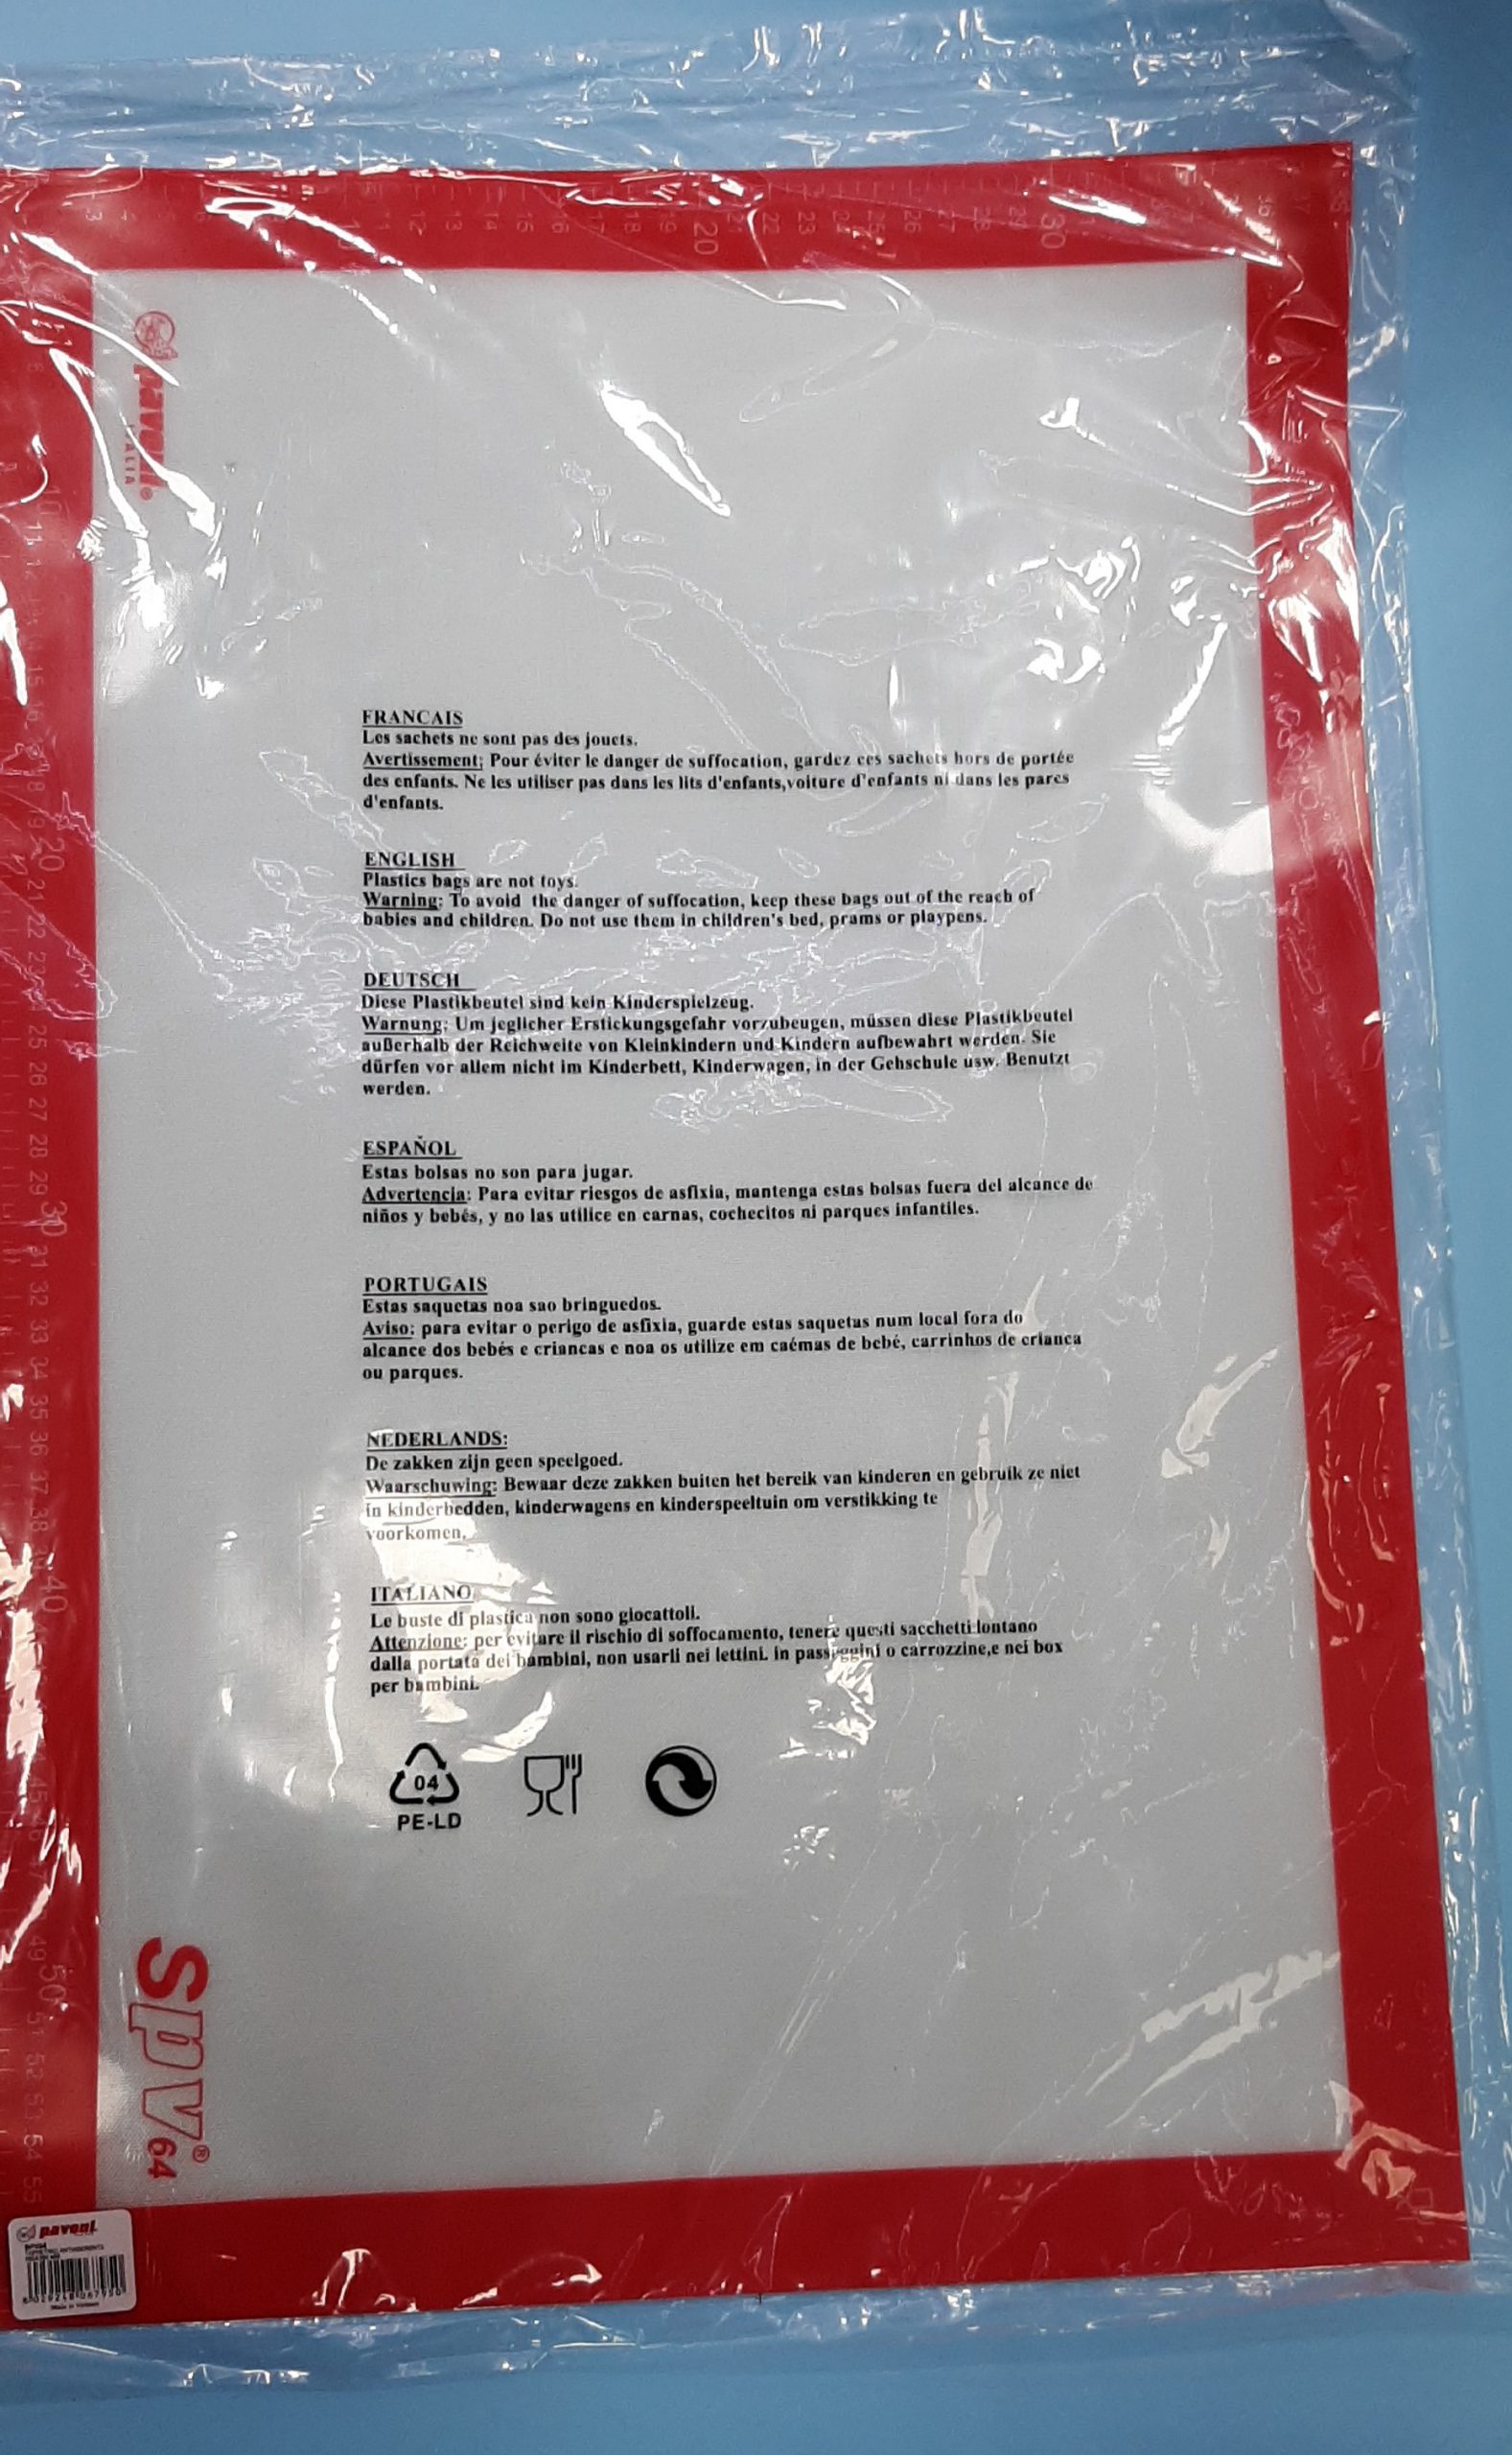 pavoni
ITALIA
FRANCAIS
Les sachets ne sont pas des jouets.
Avertissement; Pour éviter le danger de suffocation, gardez ces sachets hors de portée
des enfants. Ne les utiliser pas dans les lits d'enfants,voiture d'enfants ni dans les parcs
d'enfants.
ENGLISH
Plastics bags are not toys.
Warning: To avoid the danger of suffocation, keep these bags out of the reach of
babies and children. Do not use them in children's bed, prams or playpens.
DEUTSCH
Diese Plastikbeutel sind kein Kinderspielzeug.
Warnung: Um jeglicher Erstickungsgefahr vorzubeugen, müssen diese Plastikbeutel
außerhalb der Reichweite von Kleinkindern und Kindern aufbewahrt werden. Sie
dürfen vor allem nicht im Kinderbett, Kinderwagen, in der Gehschule usw. Benutzt
werden.
ESPAÑOL
Estas bolsas no son para jugar.
Advertencia: Para evitar riesgos de asfixia, mantenga estas bolsas fuera del alcance de
niños y bebés, y no las utilice en carnas, cochecitos ni parques infantiles.
PORTUGAIS
Estas saquetas noa sao bringuedos.
Aviso: para evitar o perigo de asfixia, guarde estas saquetas num local fora do
alcance dos bebés e criancas e noa os utilize em caémas de bebé, carrinhos de crianca
ou parques.
NEDERLANDS:
De zakken zijn geen speelgoed.
Waarschuwing: Bewaar deze zakken buiten het bereik van kinderen en gebruik ze niet
in kinderbedden, kinderwagens en kinderspeeltuin om verstikking te
voorkomen.
ITALIANO
Le buste di plastica non sono giocattoli.
Attenzione: per evitare il rischio di soffocamento, tenere questi sacchetti lontano
dalla portata dei bambini, non usarli nei lettini. in passeggini o carrozzine,e nei box
per bambini.
04
PE-LD
spv® 64
pavoni